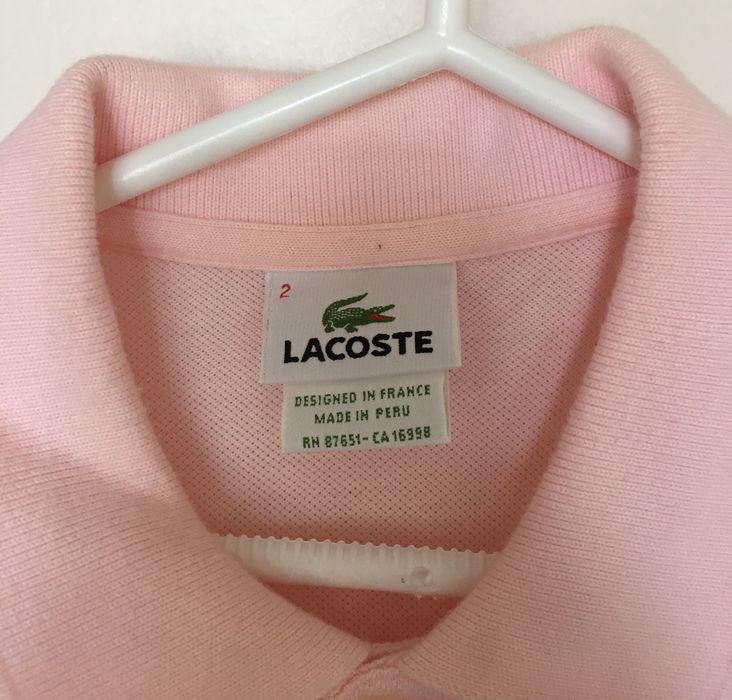 2
LACOSTE
DESIGNED IN FRANCE
MADE IN PERU
RN 87651-CA 16998